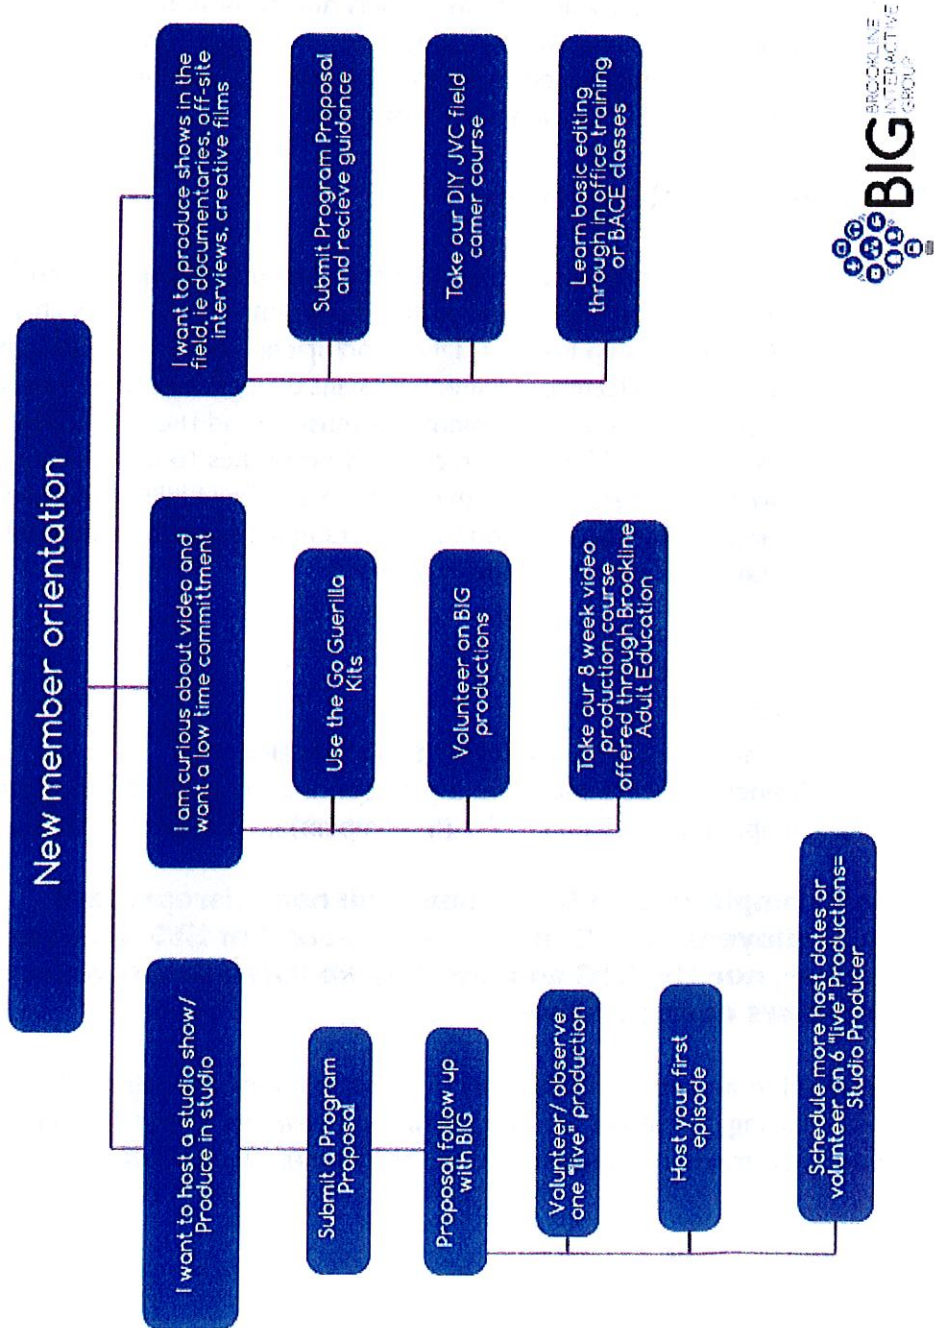 New member orientation
I want to host a studio show/
Produce in studio
Submit a Program
Proposal
Proposal follow up
with BIG
Volunteer/ observe
one "live" production
Host your first
episode
Schedule more host dates or
volunteer on 6 "live" Productions=
Studio Producer
I am curious about video and
want a low time committment
Use the Go Guerilla
Kits
Volunteer on BIG
productions
Take our 8 week video
production course
offered through Brookline
Adult Education
I want to produce shows in the
field, ie documentaries, off-site
interviews, creative films
Submit Program Proposal
and recieve guidance
Take our DIY JVC field
camer course
Learn basic editing
through in office training
or BACE classes
BIG
BROOKLINE
INTERACTIVE
GROUP